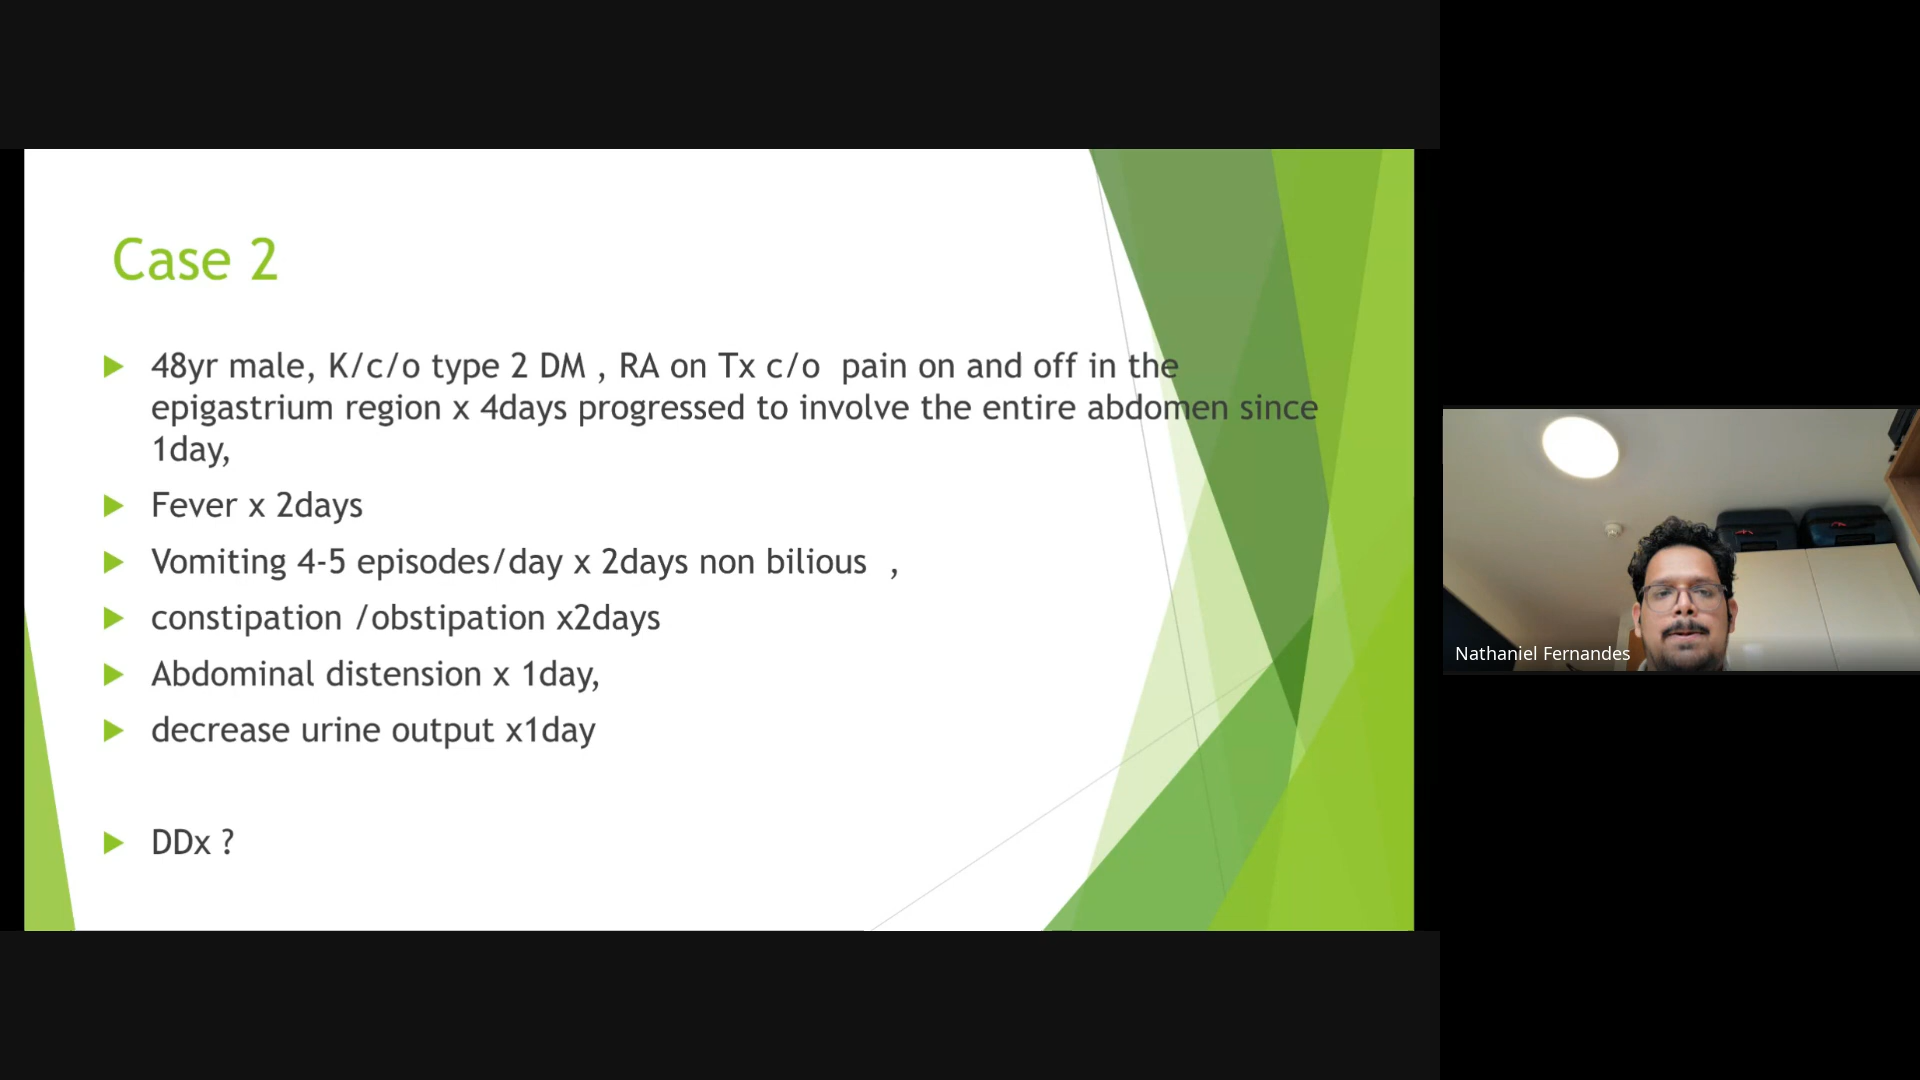 Case 2
48yr male, K/c/o type 2 DM , RA on Tx c/o pain on and off in the
epigastrium region x 4days progressed to involve the entire abdomen since
1day,
Fever x 2days
Vomiting 4-5 episodes/day x 2days non bilious ,
constipation /obstipation x2days
Abdominal distension x 1day,
decrease urine output x1day
DDx ?
Nathaniel Fernandes